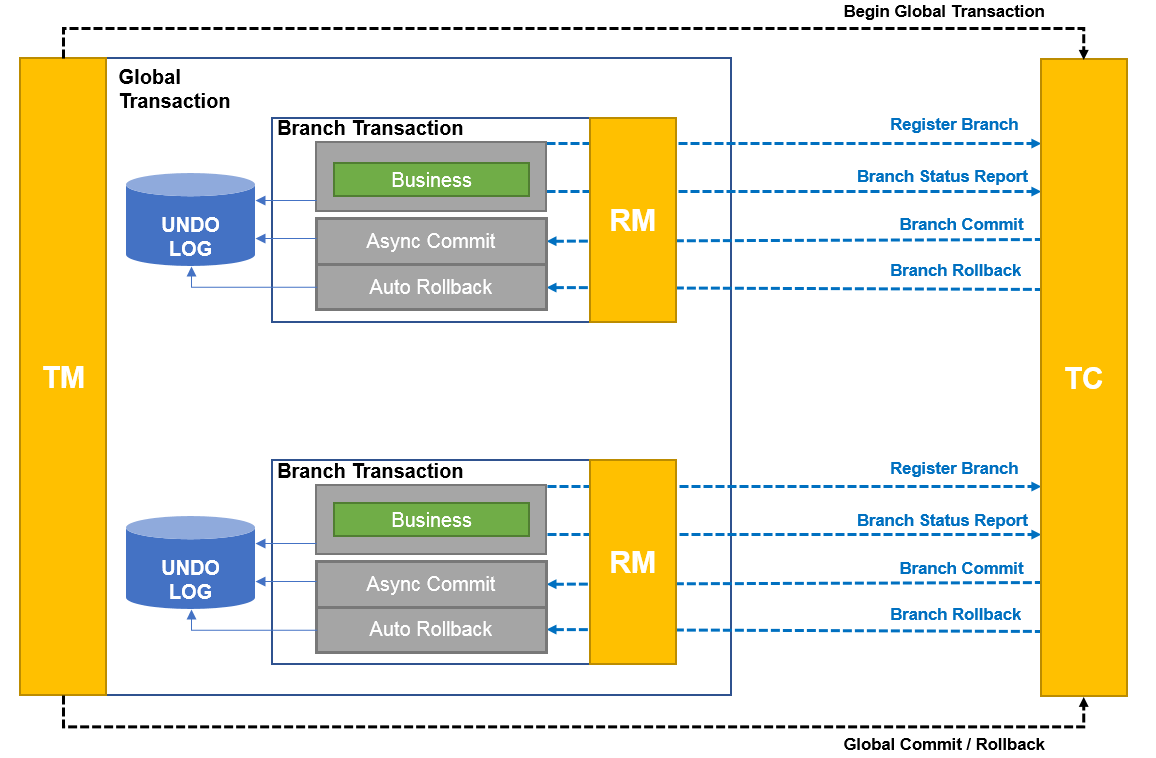 Begin Global Transaction
Global
Transaction
Branch Transaction
Register Branch
Business
Branch Status Report
UNDO
LOG
RM
Async Commit
Branch Commit
Auto Rollback
Branch Rollback
TM
TC
Branch Transaction
Register Branch
Business
Branch Status Report
UNDO
LOG
RM
Async Commit
Branch Commit
Auto Rollback
Branch Rollback
Global Commit / Rollback